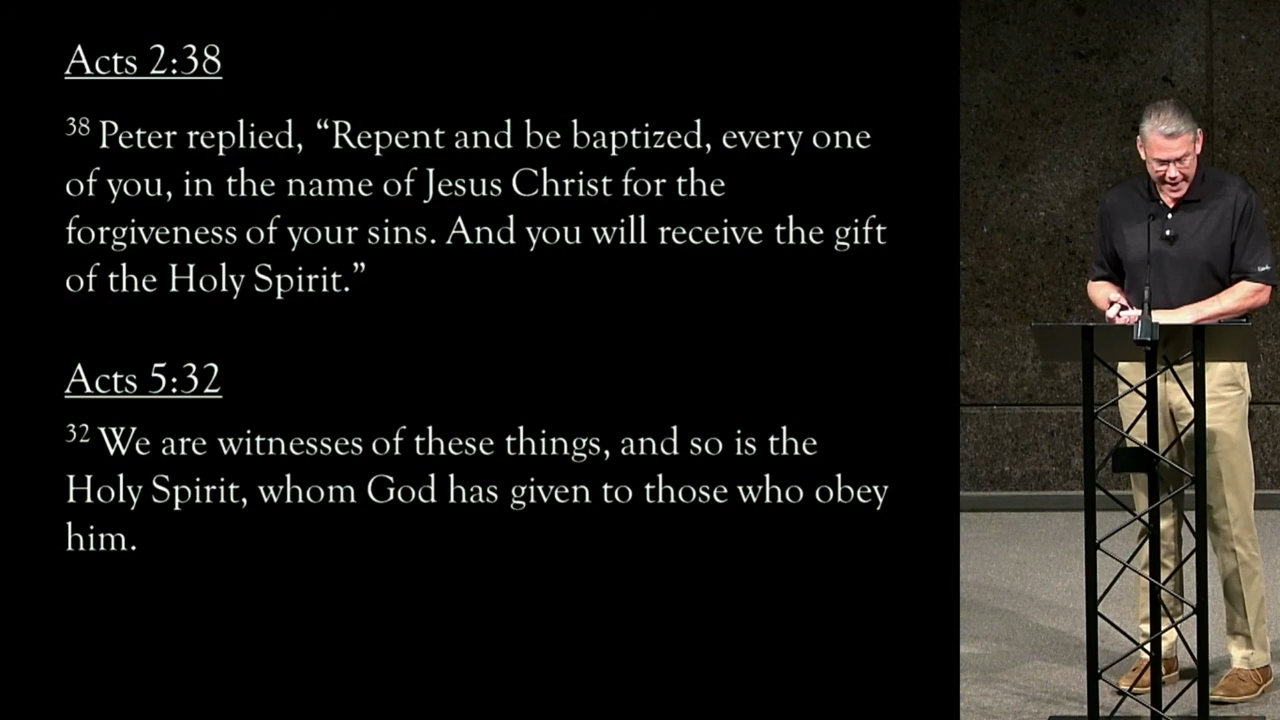 Acts 2:38
38 Peter replied, “Repent and be baptized, every one
of you, in the name of Jesus Christ for the
forgiveness of your sins. And you will receive the gift
of the Holy Spirit.”
Acts 5:32
32 We are witnesses of these things, and so is the
Holy Spirit, whom God has given to those who obey
him.